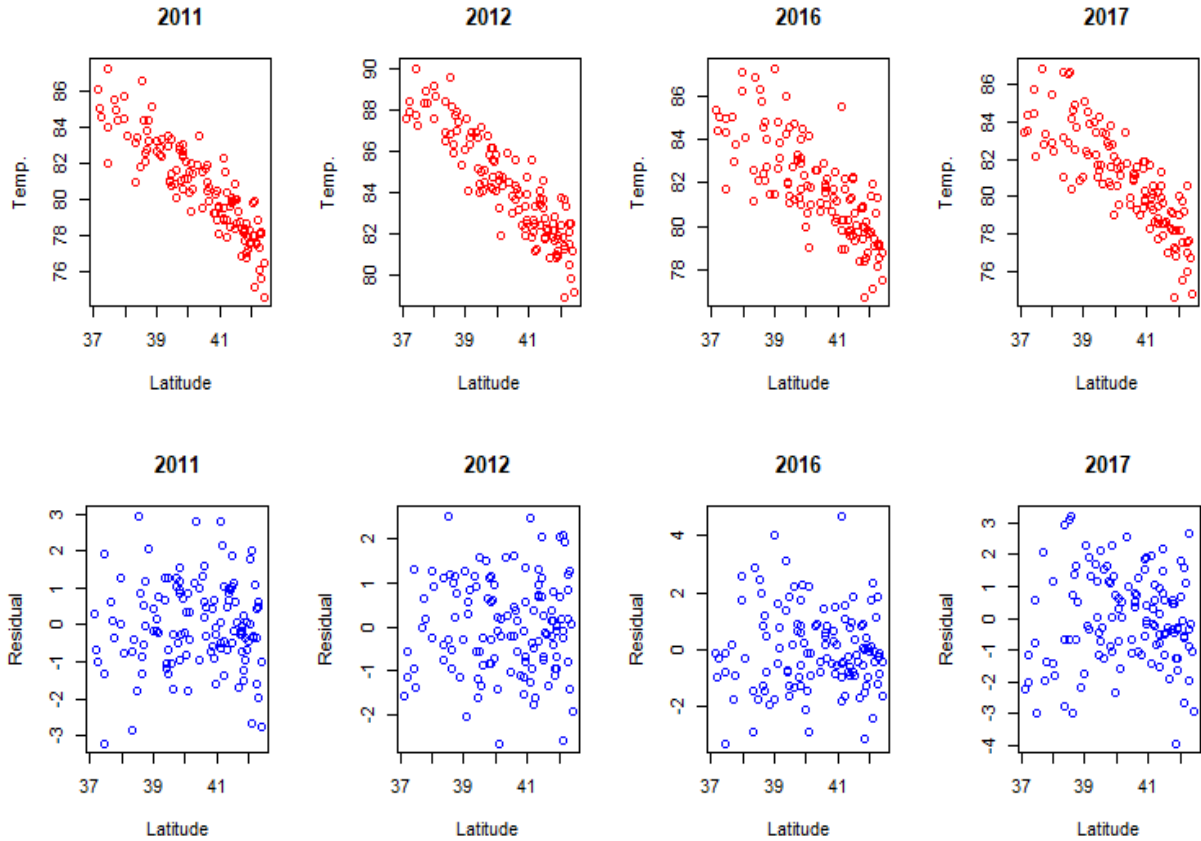 2011 2012 2016 2017
Temp. 76 78 80 82 84 86
Temp. 80 82 84 86 88 90
Temp. 78 80 82 84 86
Temp. 76 78 80 82 84 86
37 39 41 37 39 41 37 39 41 37 39 41
Latitude Latitude Latitude Latitude
2011 2012 2016 2017
Residual -3 -2 -1 0 1 2 3
Residual -2 -1 0 1 2
Residual -2 0 2 4
Residual -4 -3 -2 -1 0 1 2 3
37 39 41 37 39 41 37 39 41 37 39 41
Latitude Latitude Latitude Latitude